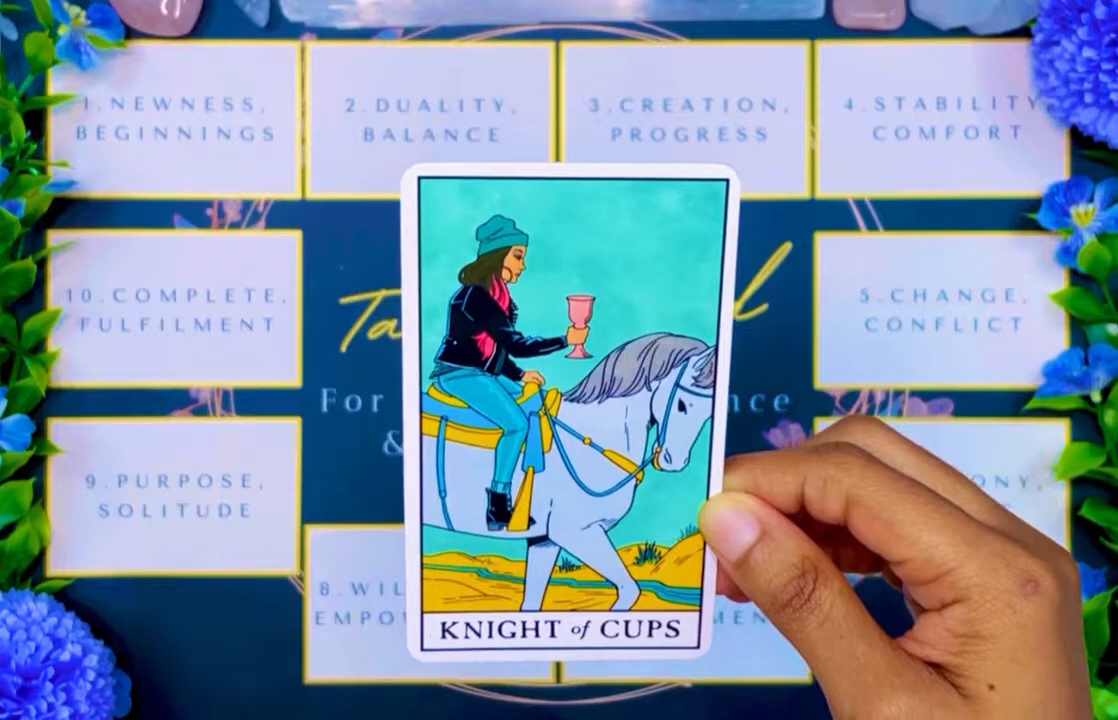 1. NEWNESS,
BEGINNINGS
2. DUALITY,
BALANCE
3. CREATION,
PROGRESS
4. STABILITY
COMFORT
10. COMPLETE,
FULFILMENT
5. CHANGE,
CONFLICT
For
&
9. PURPOSE,
SOLITUDE
KNIGHT of CUPS